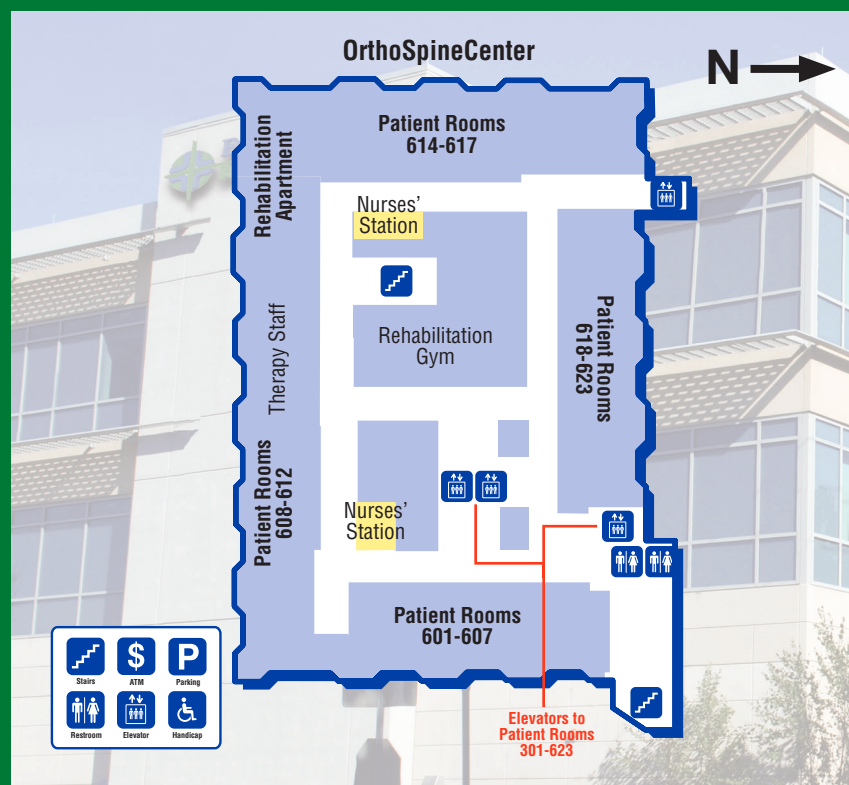 OrthoSpineCenter
N
Patient Rooms
614-617
Rehabilitation
Apartment
Nurses'
Station
Patient Rooms
618-623
Therapy Staff
Rehabilitation
Gym
Patient Rooms
608-612
Nurses'
Station
Patient Rooms
601-607
$
P
Stairs
ATM
Parking
Restroom
Elevator
Handicap
Elevators to
Patient Rooms
301-623